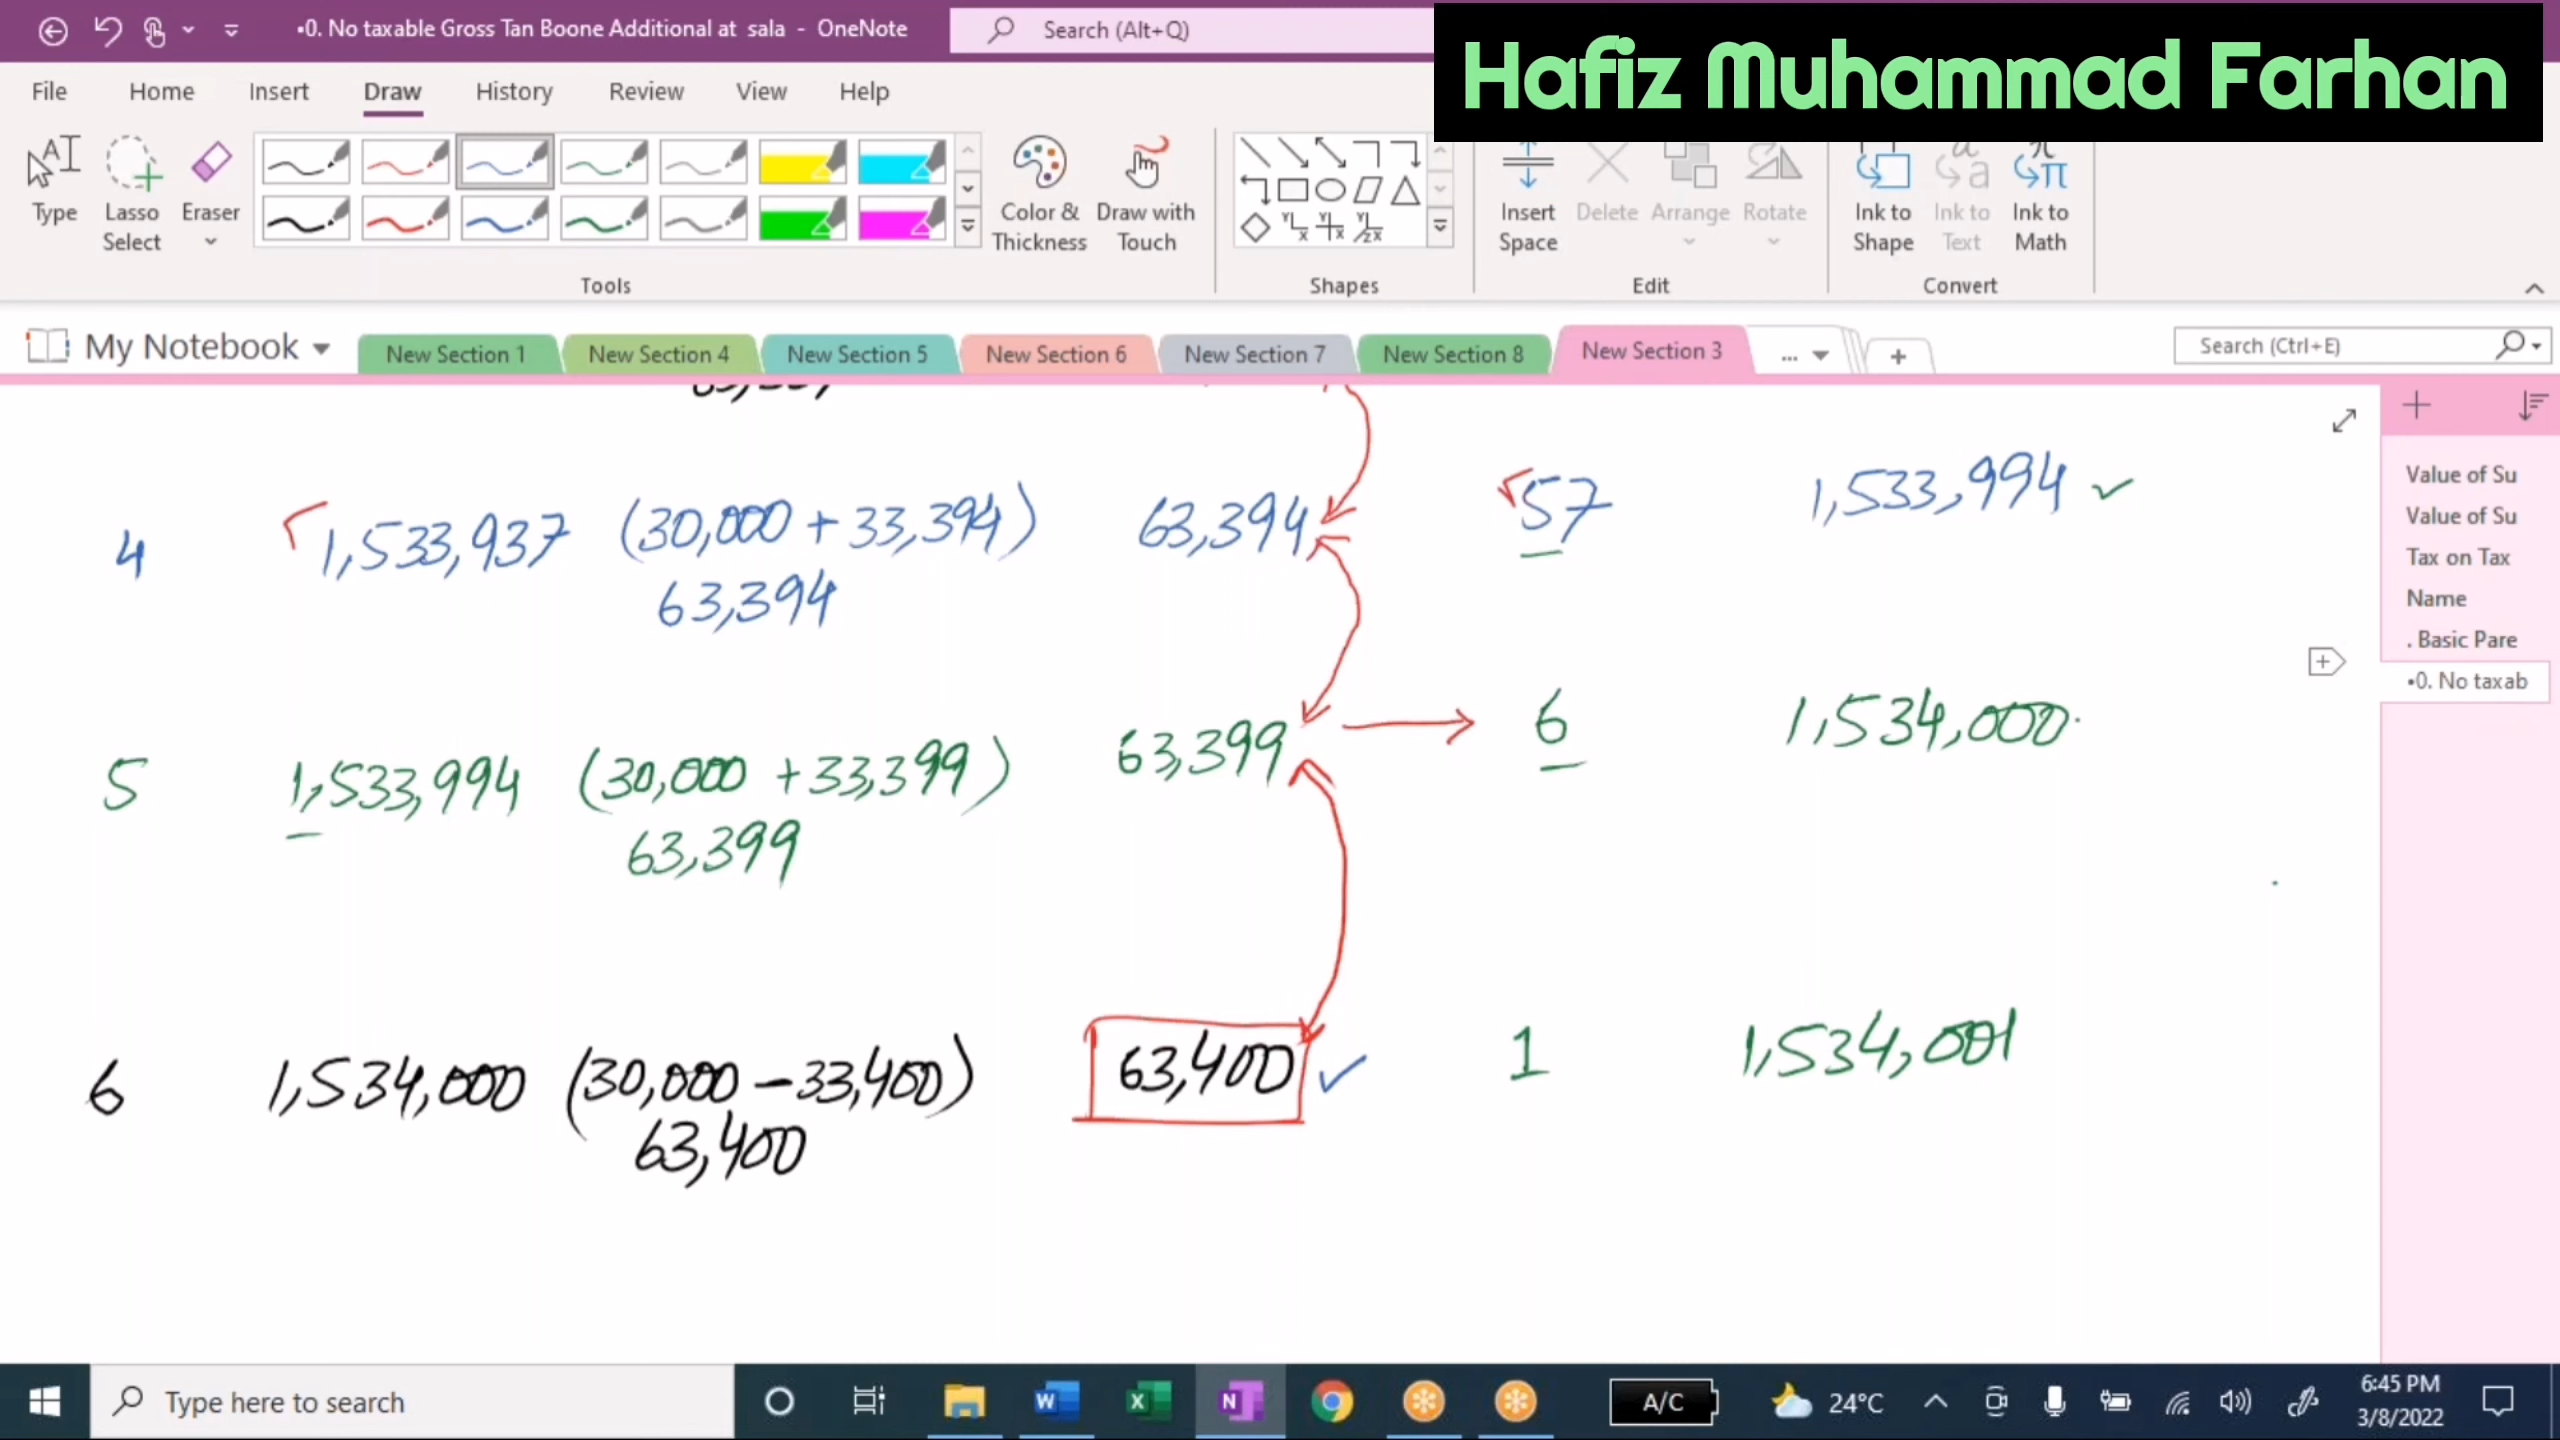 •0. No taxable Gross Tan Boone Additional at sala - OneNote
Search (Alt+Q)
Hafiz Muhammad Farhan
File Home Insert Draw History Review View Help
Type
Lasso Select
Eraser
Color & Thickness
Draw with Touch
Insert Space
Delete
Arrange
Rotate
Ink to Shape
Ink to Text
Ink to Math
Tools
Shapes
Edit
Convert
My Notebook
New Section 1
New Section 4
New Section 5
New Section 6
New Section 7
New Section 8
New Section 3
...
Search (Ctrl+E)
4 1,533,937 (30,000 + 33,394) 63,394 57 1,533,994
63,394
5 1,533,994 (30,000 + 33,399) 63,399 6 1,534,000
63,399
6 1,534,000 (30,000 - 33,400) 63,400 1 1,534,001
63,400
Value of Su
Value of Su
Tax on Tax
Name
. Basic Pare
•0. No taxab
Type here to search
A/C
24°C
6:45 PM
3/8/2022